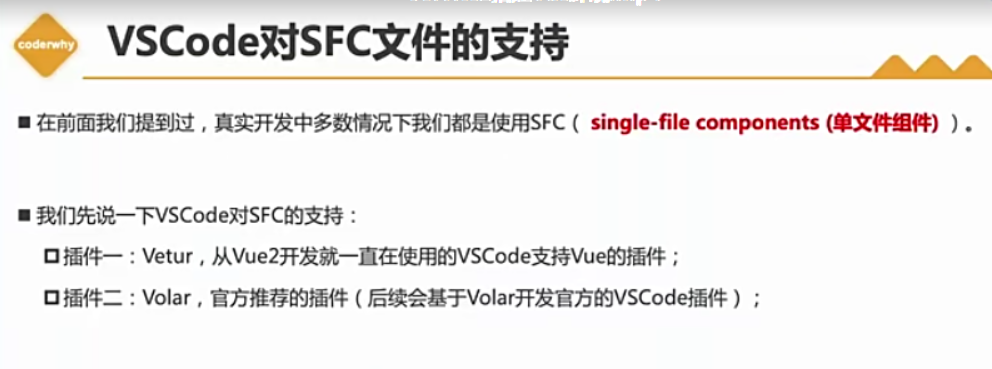 coderwhy
VSCode对SFC文件的支持
■ 在前面我们提到过，真实开发中多数情况下我们都是使用SFC（ single-file components (单文件组件) ）。
■ 我们先说一下VSCode对SFC的支持：
插件一：Vetur，从Vue2开发就一直在使用的VSCode支持Vue的插件；
插件二：Volar，官方推荐的插件（后续会基于Volar开发官方的VSCode插件）；